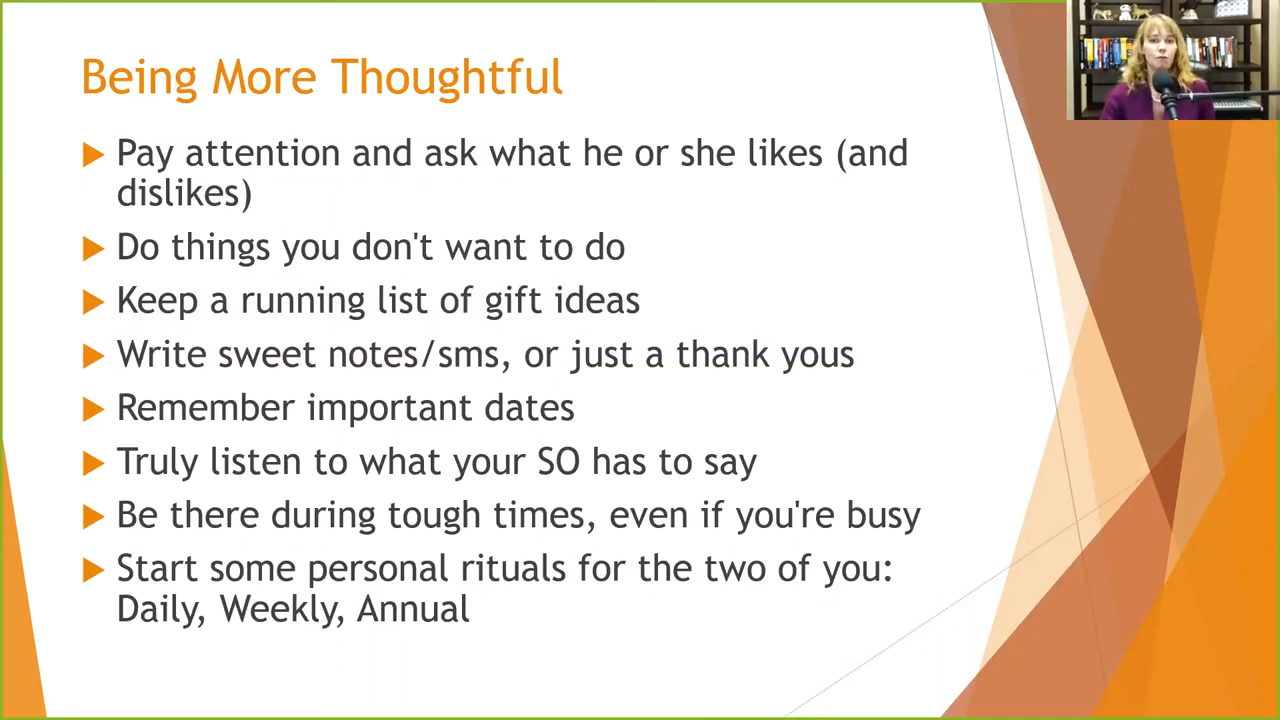 Being More Thoughtful
Pay attention and ask what he or she likes (and
dislikes)
Do things you don't want to do
Keep a running list of gift ideas
Write sweet notes/sms, or just a thank yous
Remember important dates
Truly listen to what your SO has to say
Be there during tough times, even if you're busy
Start some personal rituals for the two of you:
Daily, Weekly, Annual